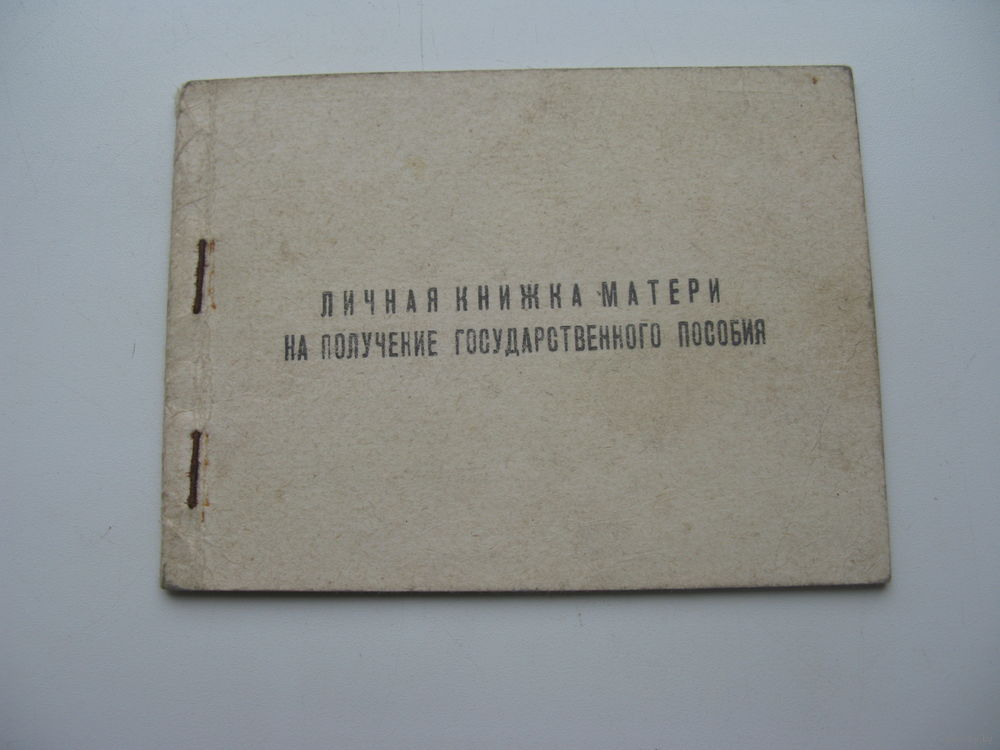 ЛИЧНАЯ КНИЖКА МАТЕРИ
НА ПОЛУЧЕНИЕ ГОСУДАРСТВЕННОГО ПОСОБИЯ